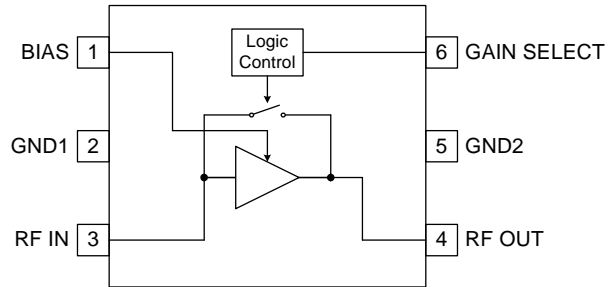 BIAS 1
Logic
Control
6 GAIN SELECT
GND1 2
5 GND2
RF IN 3
4 RF OUT